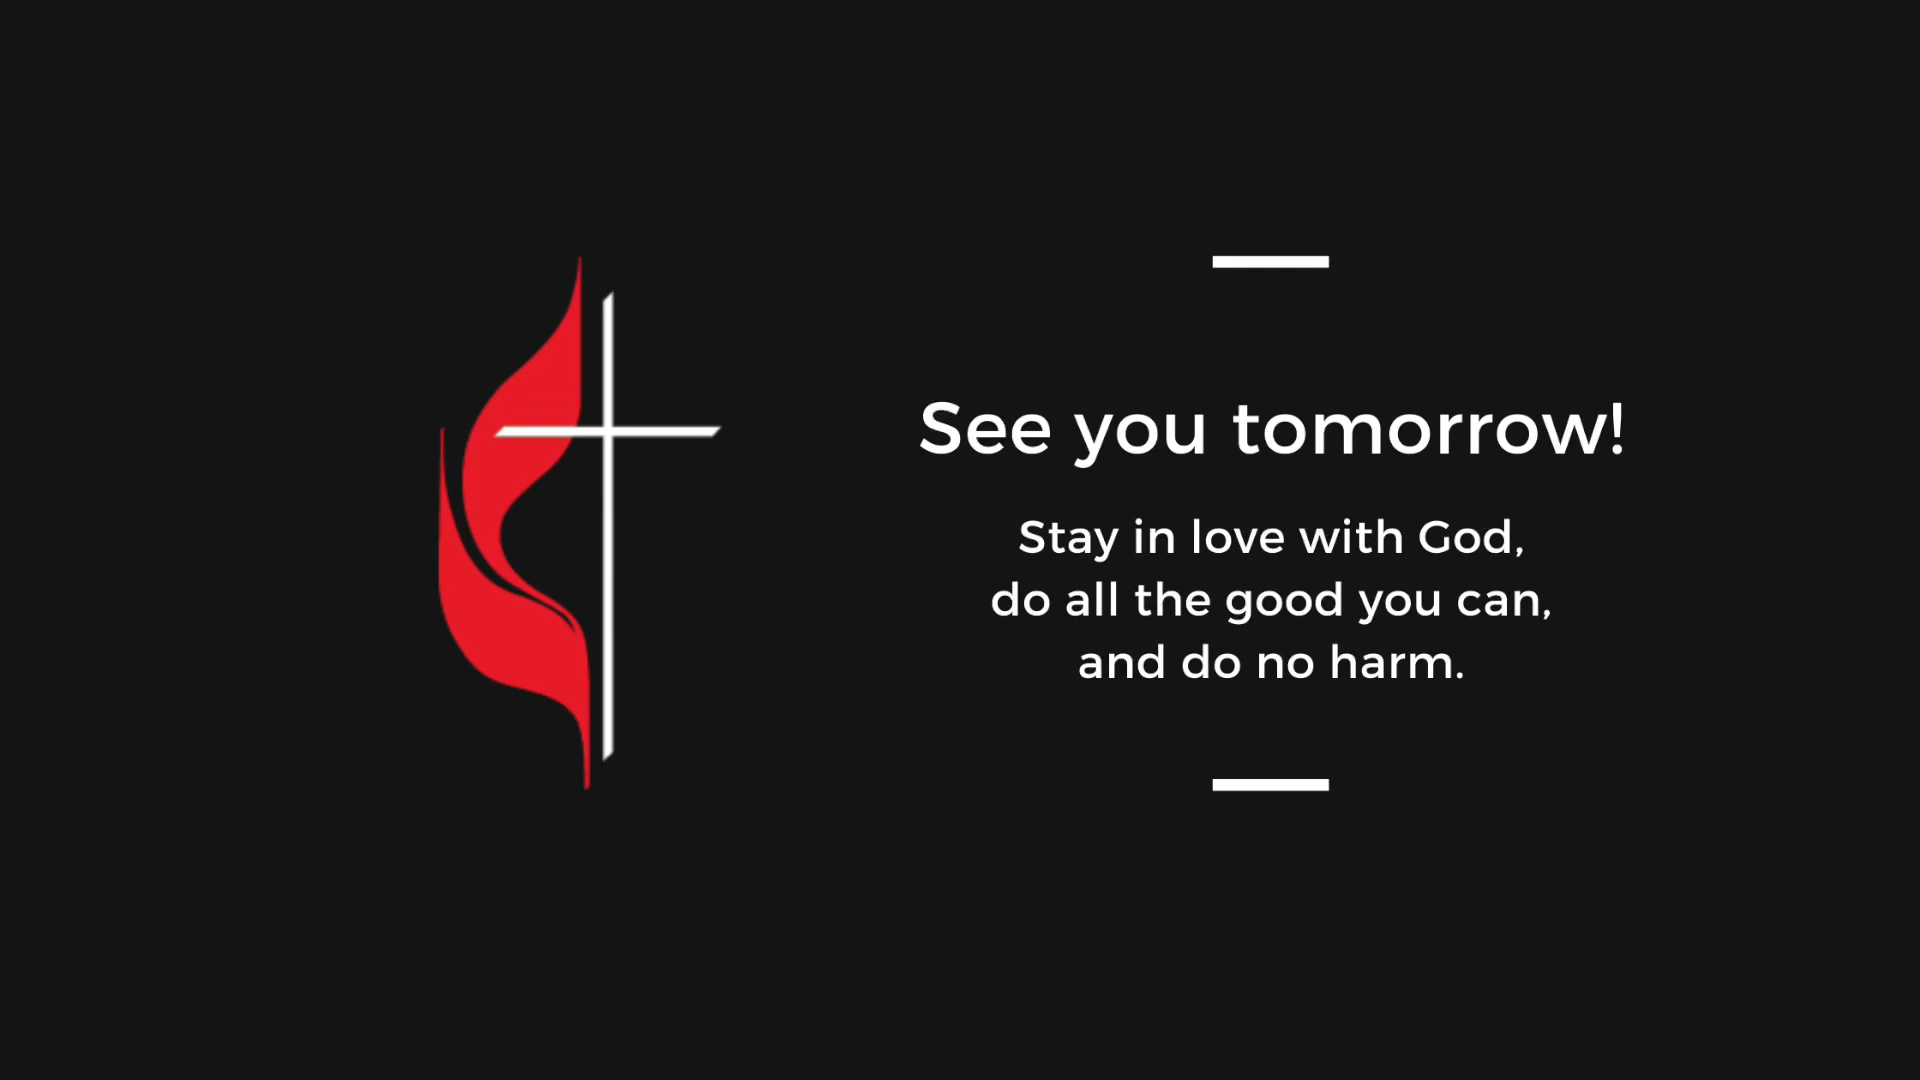 See you tomorrow!
Stay in love with God,
do all the good you can,
and do no harm.